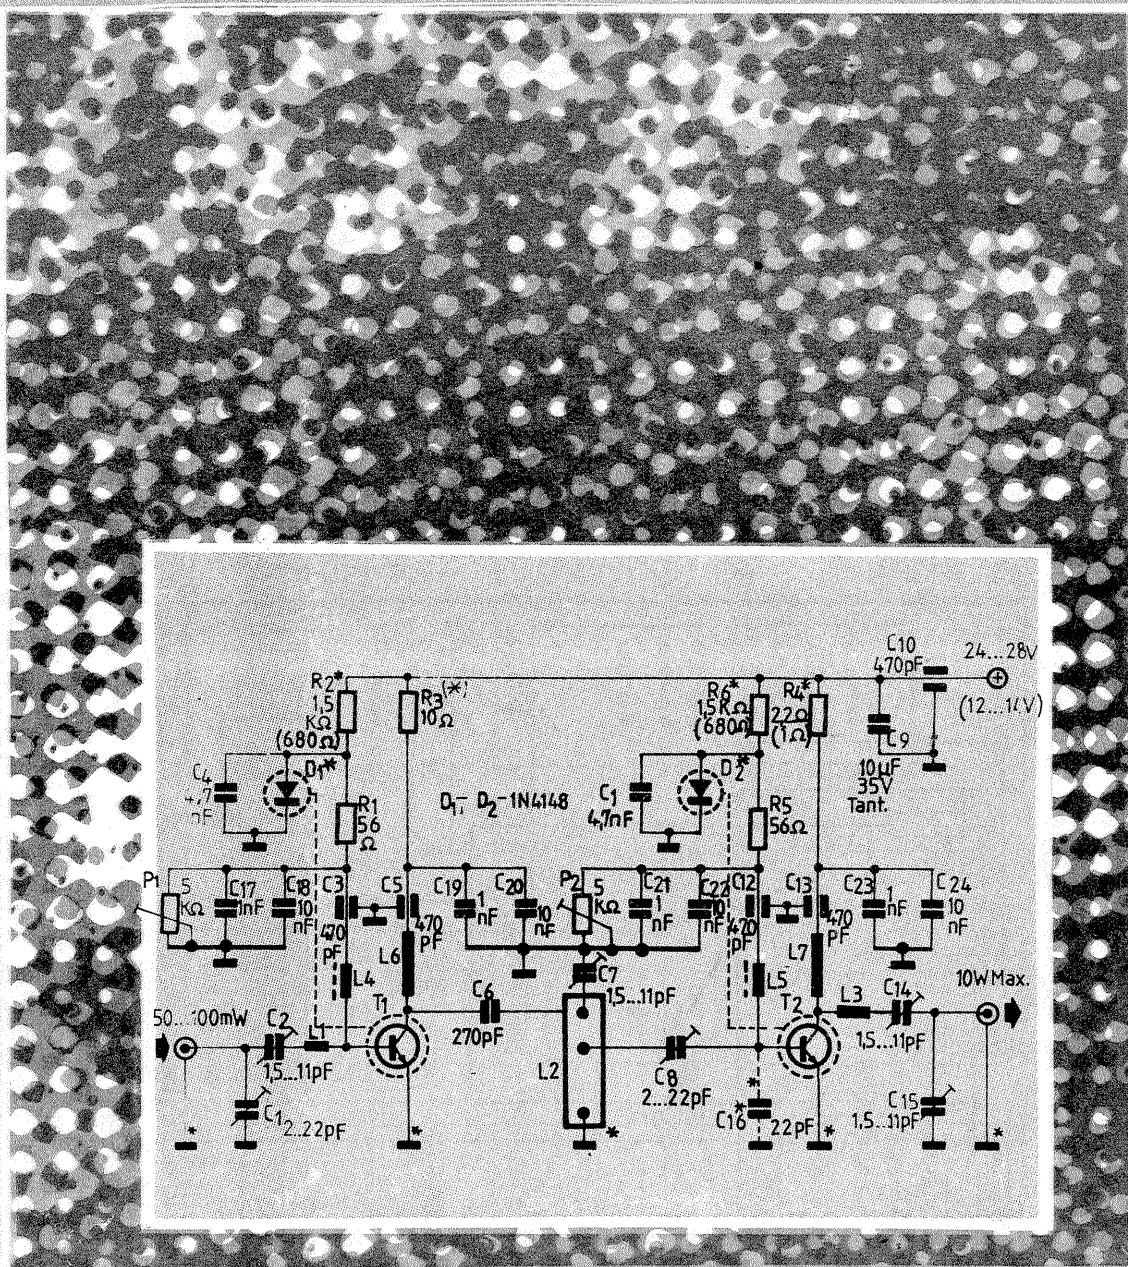 C10
470pF
24...28V
(12...14V)
R2*
1,5
KΩ
(680Ω)
R3(*)
10Ω
R6*
1,5KΩ
(680Ω)
R4*
(1Ω)
C9
10µF
35V
Tant.
C4
4,7
nF
D1*
R1
56
Ω
D1- D2-1N4148
4,7nF
D2*
R5
56Ω
P1
5
KΩ
C17
1nF
C18
10
nF
C3
470
pF
C5
470
pF
C19
1
nF
C20
10
nF
P2
5
KΩ
C21
1
nF
C22
10
nF
C12
470
pF
C13
470
pF
C23
1
nF
C24
10
nF
L4
L6
C7
1,5...11pF
L5
L7
10W Max.
50...100mW
C2
1,5...11pF
L1
T1
C6
270pF
L2
C8
2...22pF
T2
L3
C14
1,5...11pF
C1
2...22pF
*
*
*
*
C16*
22pF
*
C15
1,5...11pF
*